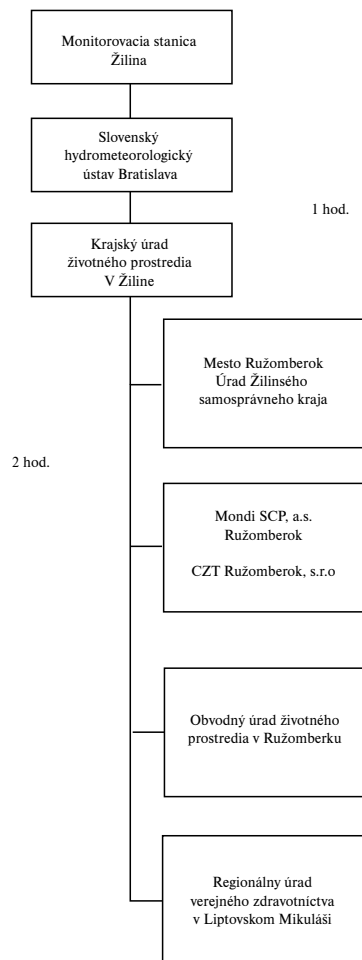 Monitorovacia stanica
Žilina
Slovenský
hydrometeorologický
ústav Bratislava
1 hod.
Krajský úrad
životného prostredia
V Žiline
Mesto Ružomberok
Úrad Žilinsého
samosprávneho kraja
2 hod.
Mondi SCP, a.s.
Ružomberok
CZT Ružomberok, s.r.o
Obvodný úrad životného
prostredia v Ružomberku
Regionálny úrad
verejného zdravotníctva
v Liptovskom Mikuláši